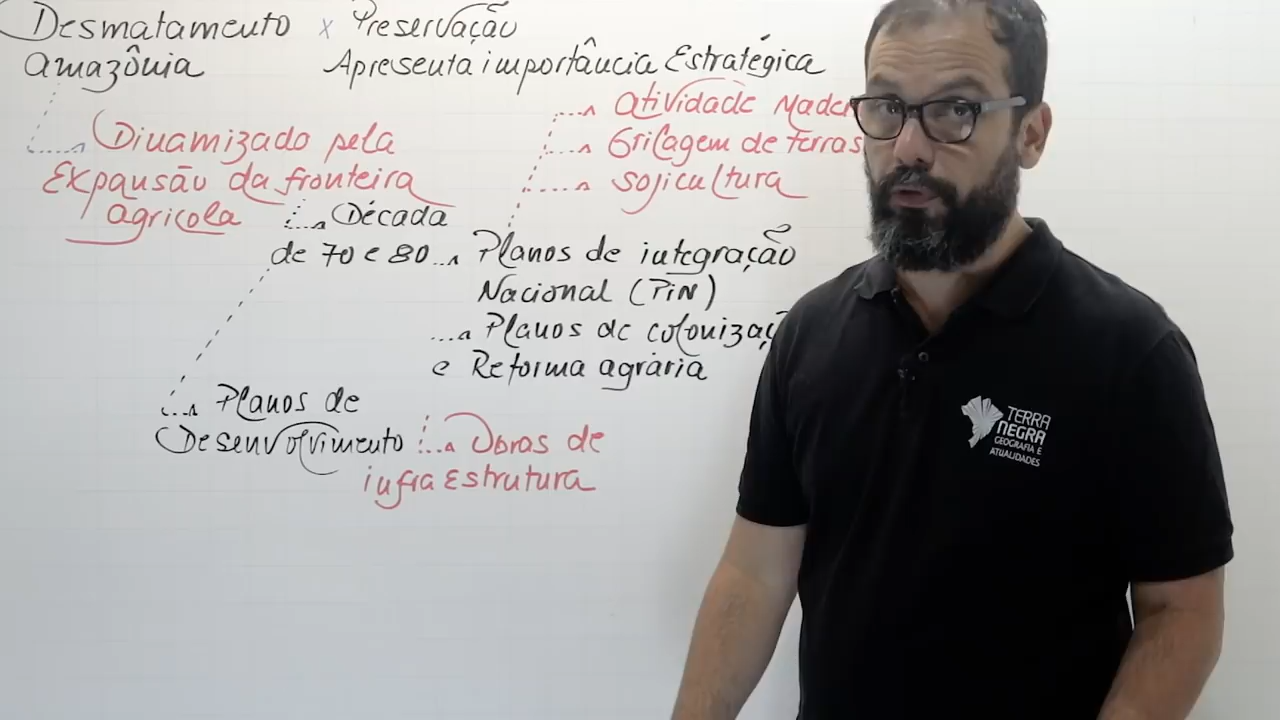 Desmatamento x Preservação
Amazônia Apresenta importância Estratégica
Atividade
Dinamizado pela
Grilagem de terras
Expansão da fronteira
sojicultura
agrícola
Década
de 70 e 80
Planos de integração
Nacional (PIN)
Planos de
e Reforma agrária
Planos de
Desenvolvimento
Obras de
infra Estrutura
TERRA
NEGRA
GEOGRAFIA E
ATUALIDADES